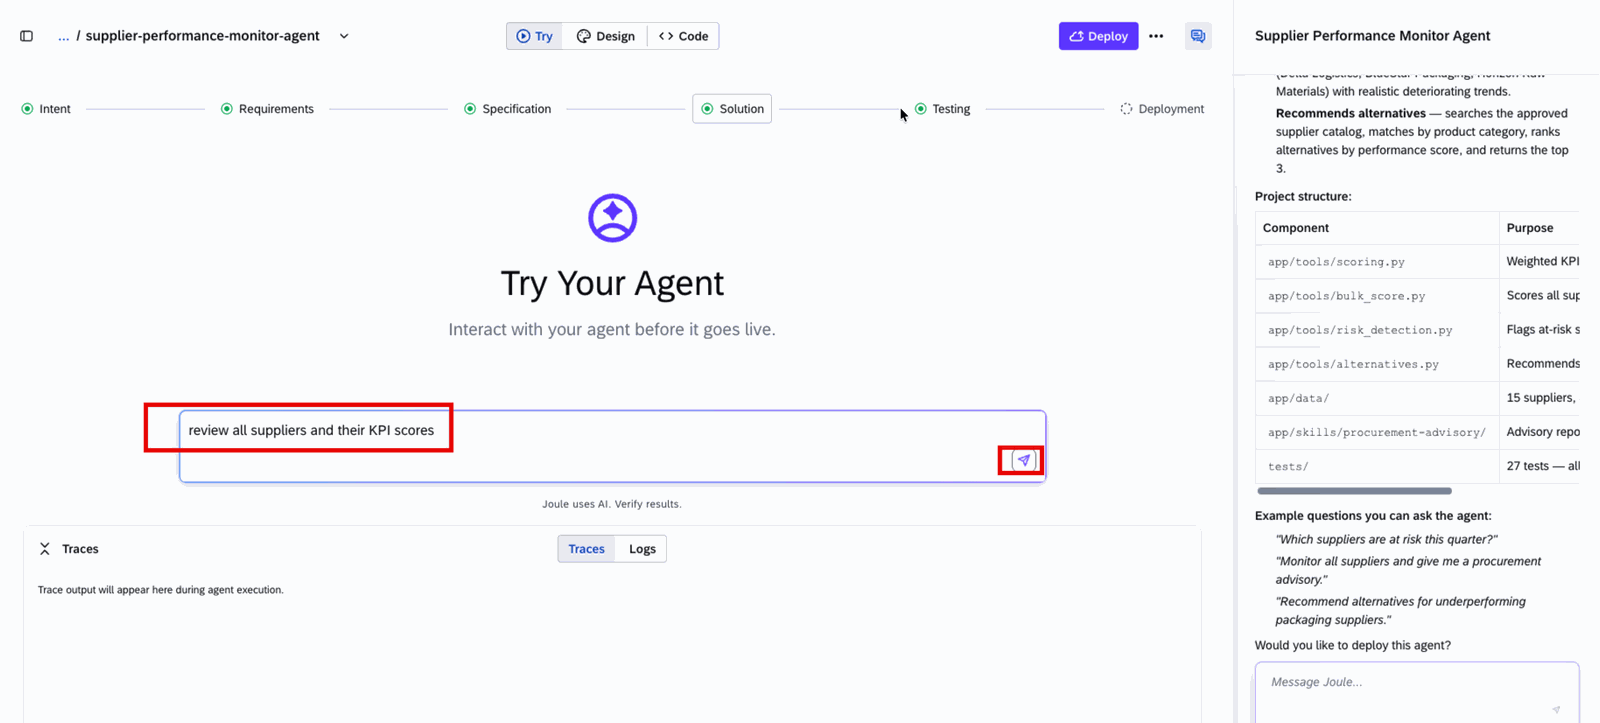 ... / supplier-performance-monitor-agent
Try
Design
<> Code
Deploy
Intent
Requirements
Specification
Solution
Testing
Deployment
Try Your Agent
Interact with your agent before it goes live.
review all suppliers and their KPI scores
Joule uses AI. Verify results.
Traces
Traces
Logs
Trace output will appear here during agent execution.
Supplier Performance Monitor Agent
(Delta Logistics, BlueStar Packaging, Horizon Raw
Materials) with realistic deteriorating trends.
Recommends alternatives — searches the approved
supplier catalog, matches by product category, ranks
alternatives by performance score, and returns the top
3.
Project structure:
Component Purpose
app/tools/scoring.py Weighted KPI
app/tools/bulk_score.py Scores all sup
app/tools/risk_detection.py Flags at-risk s
app/tools/alternatives.py Recommends
app/data/ 15 suppliers,
app/skills/procurement-advisory/ Advisory repo
tests/ 27 tests — all
Example questions you can ask the agent:
"Which suppliers are at risk this quarter?"
"Monitor all suppliers and give me a procurement
advisory."
"Recommend alternatives for underperforming
packaging suppliers."
Would you like to deploy this agent?
Message Joule...